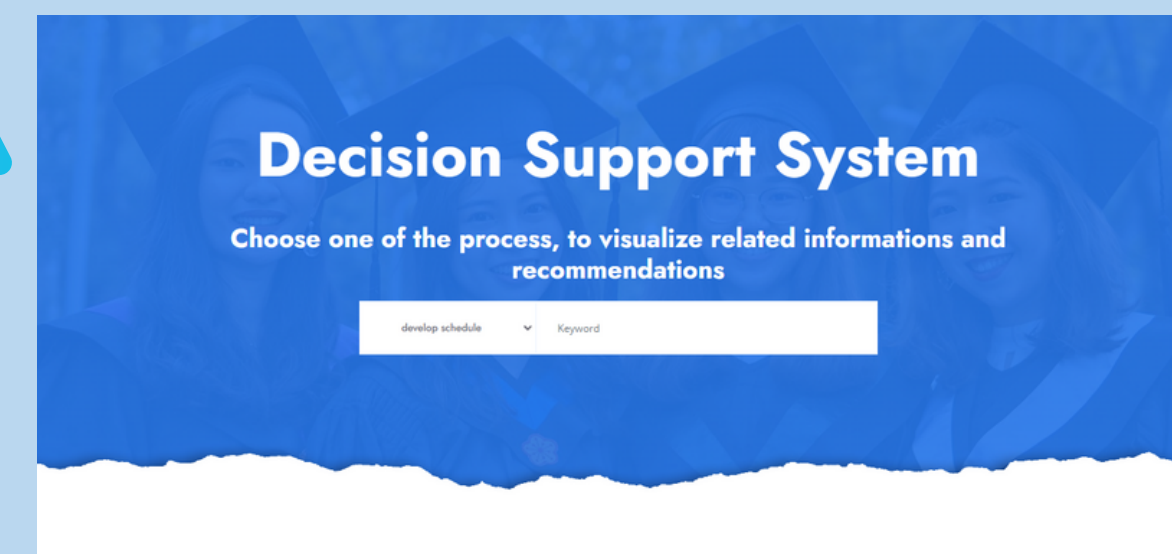 Decision Support System
Choose one of the process, to visualize related informations and
recommendations
develop schedule Keyword